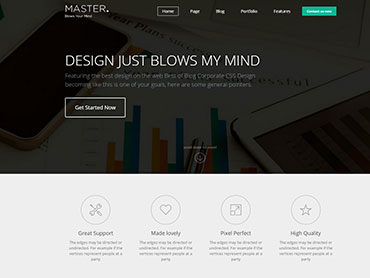 MASTER.
Blows Your Mind
Home Page Blog Portfolio Features Contact us now
DESIGN JUST BLOWS MY MIND
Featuring the best design on the web Best of Blog Corporate CSS Design
becoming like this is one of your goals, here are some general pointers.
Get Started Now
Great Support
The edges may be directed or
undirected. For example if the
vertices represent people at a
party.
Made lovely
The edges may be directed or
undirected. For example if the
vertices represent people at a
party.
Pixel Perfect
The edges may be directed or
undirected. For example if the
vertices represent people at a
party.
High Quality
The edges may be directed or
undirected. For example if the
vertices represent people at a
party.